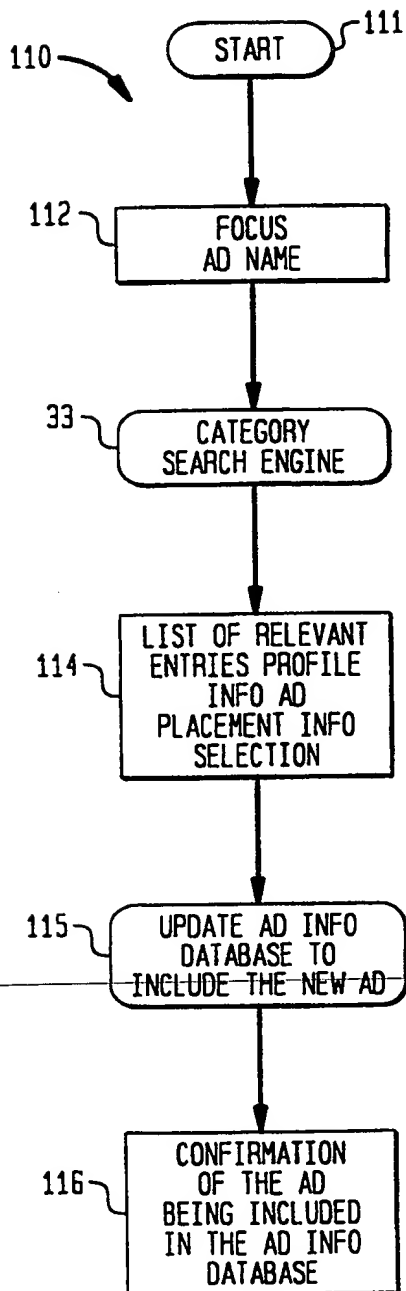 111
START
110
112
FOCUS
AD NAME
33
CATEGORY
SEARCH ENGINE
114
LIST OF RELEVANT
ENTRIES PROFILE
INFO AD
PLACEMENT INFO
SELECTION
115
UPDATE AD INFO
DATABASE TO
INCLUDE THE NEW AD
116
CONFIRMATION
OF THE AD
BEING INCLUDED
IN THE AD INFO
DATABASE